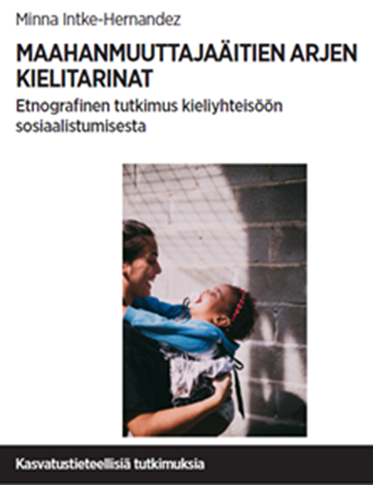 Minna Intke-Hernandez
MAAHANMUUTTAJAÄITIEN ARJEN
KIELITARINAT
Etnografinen tutkimus kieliyhteisöön
sosiaalistumisesta
Kasvatustieteellisiä tutkimuksia